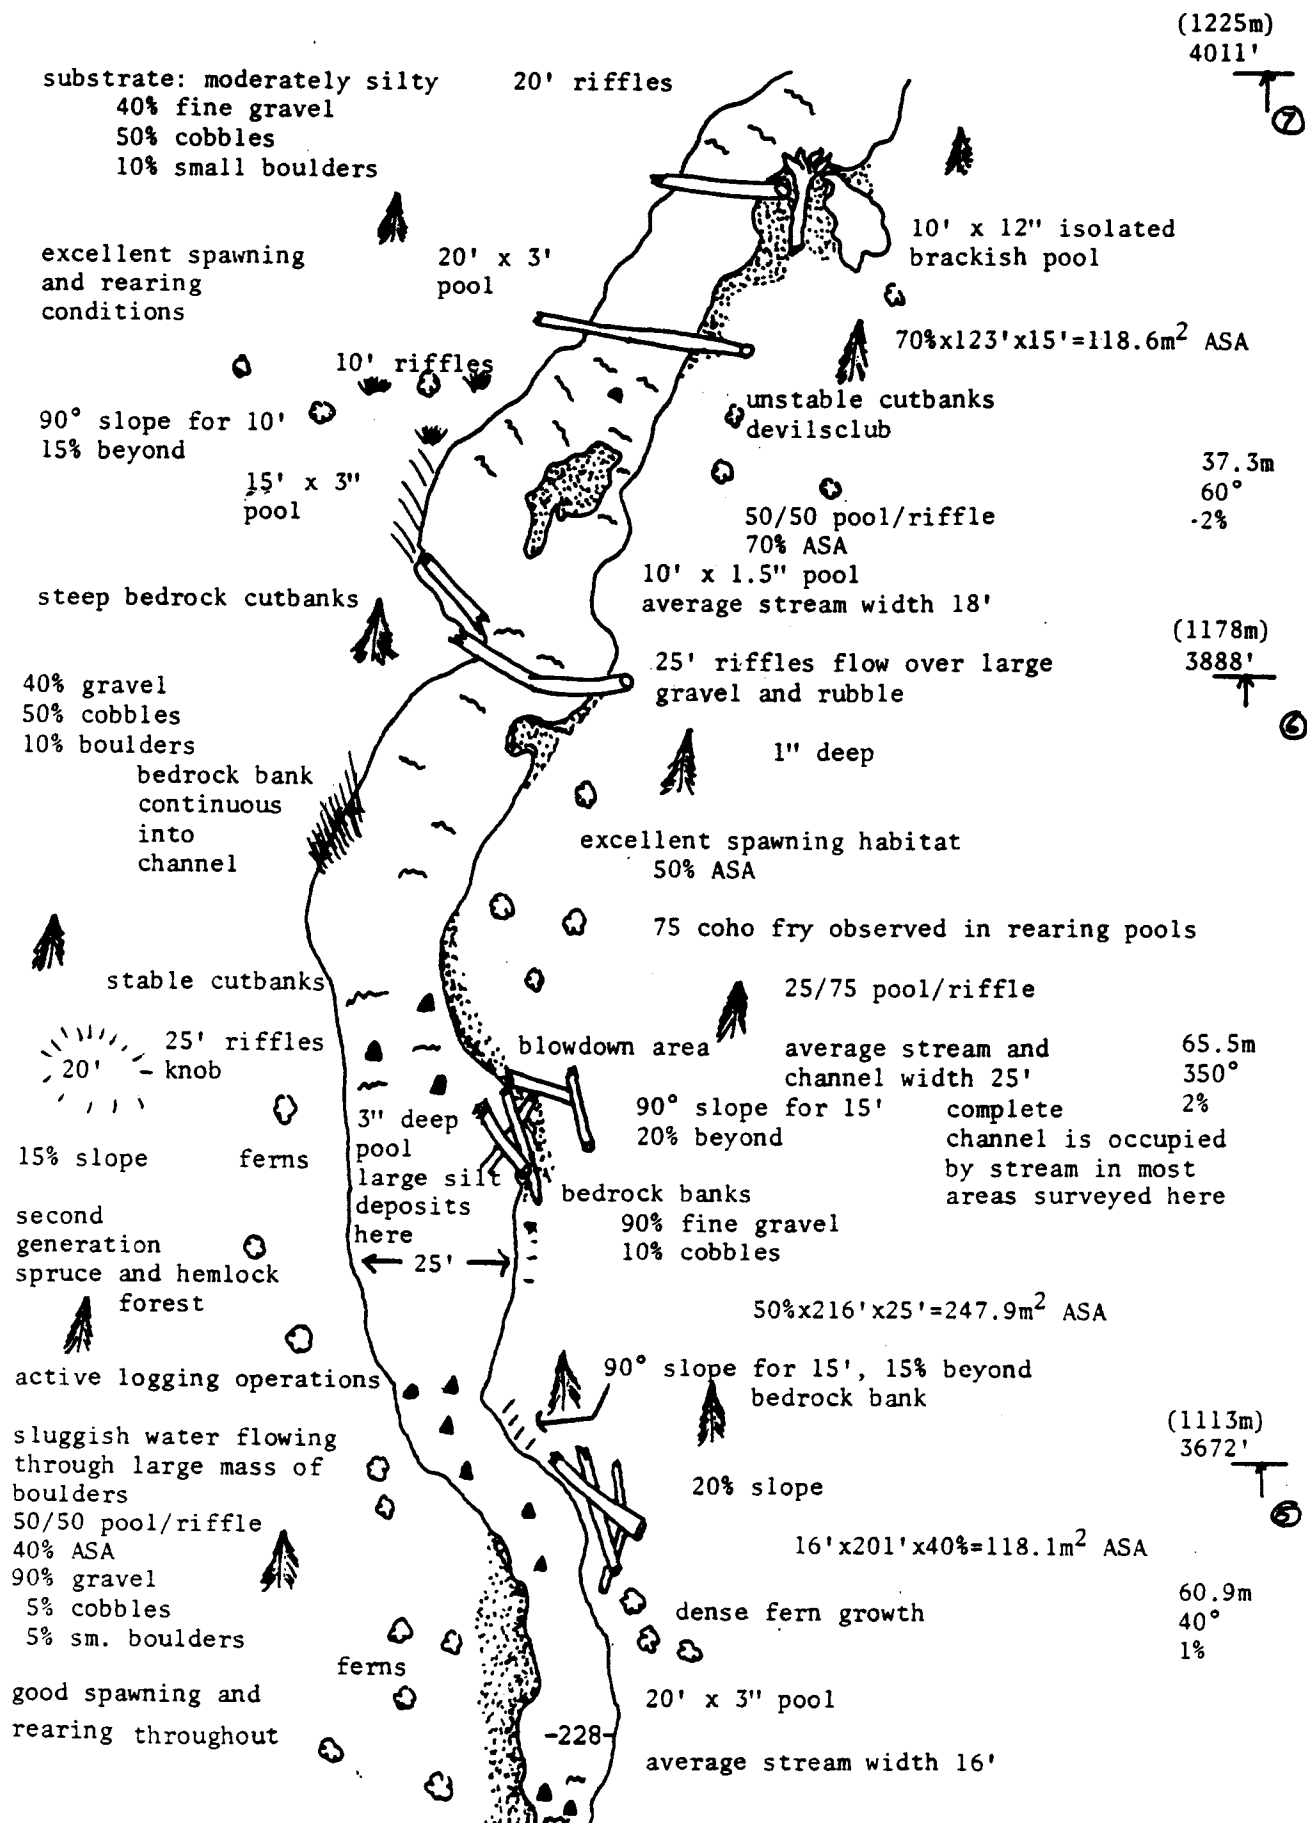 (1225m)
4011'
⑦
substrate: moderately silty
40% fine gravel
50% cobbles
10% small boulders
20' riffles
excellent spawning
and rearing
conditions
20' x 3'
pool
10' x 12" isolated
brackish pool
70%x123'x15'=118.6m² ASA
10' riffles
90° slope for 10'
15% beyond
15' x 3"
pool
unstable cutbanks
devilsclub
50/50 pool/riffle
70% ASA
10' x 1.5" pool
average stream width 18'
37.3m
60°
-2%
steep bedrock cutbanks
25' riffles flow over large
gravel and rubble
(1178m)
3888'
⑥
40% gravel
50% cobbles
10% boulders
bedrock bank
continuous
into
channel
1" deep
excellent spawning habitat
50% ASA
75 coho fry observed in rearing pools
stable cutbanks
25/75 pool/riffle
25' riffles
20' - knob
blowdown area
average stream and
channel width 25'
65.5m
350°
2%
90° slope for 15'
20% beyond
complete
channel is occupied
by stream in most
areas surveyed here
3" deep
pool
large silt
deposits
here
15% slope
ferns
bedrock banks
90% fine gravel
10% cobbles
second
generation
spruce and hemlock
forest
25'
50%x216'x25'=247.9m² ASA
90° slope for 15', 15% beyond
bedrock bank
active logging operations
(1113m)
3672'
⑤
sluggish water flowing
through large mass of
boulders
50/50 pool/riffle
40% ASA
90% gravel
5% cobbles
5% sm. boulders
20% slope
16'x201'x40%=118.1m² ASA
60.9m
40°
1%
dense fern growth
ferns
good spawning and
rearing throughout
20' x 3" pool
-228-
average stream width 16'